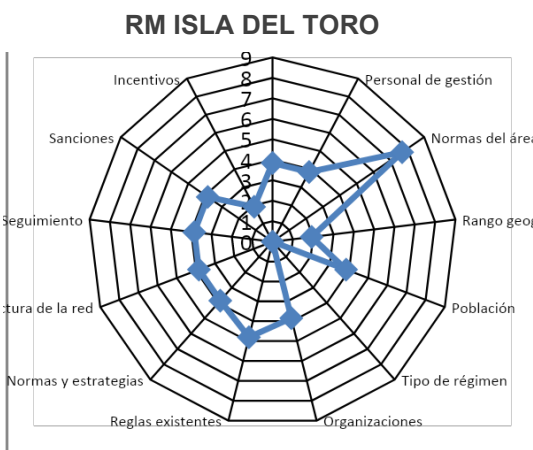 RM ISLA DEL TORO
9
8
7
6
5
4
3
2
1
0
Personal de gestión
Normas del área
Rango geog
Población
Tipo de régimen
Organizaciones
Reglas existentes
Normas y estrategias
ctura de la red
Seguimiento
Sanciones
Incentivos